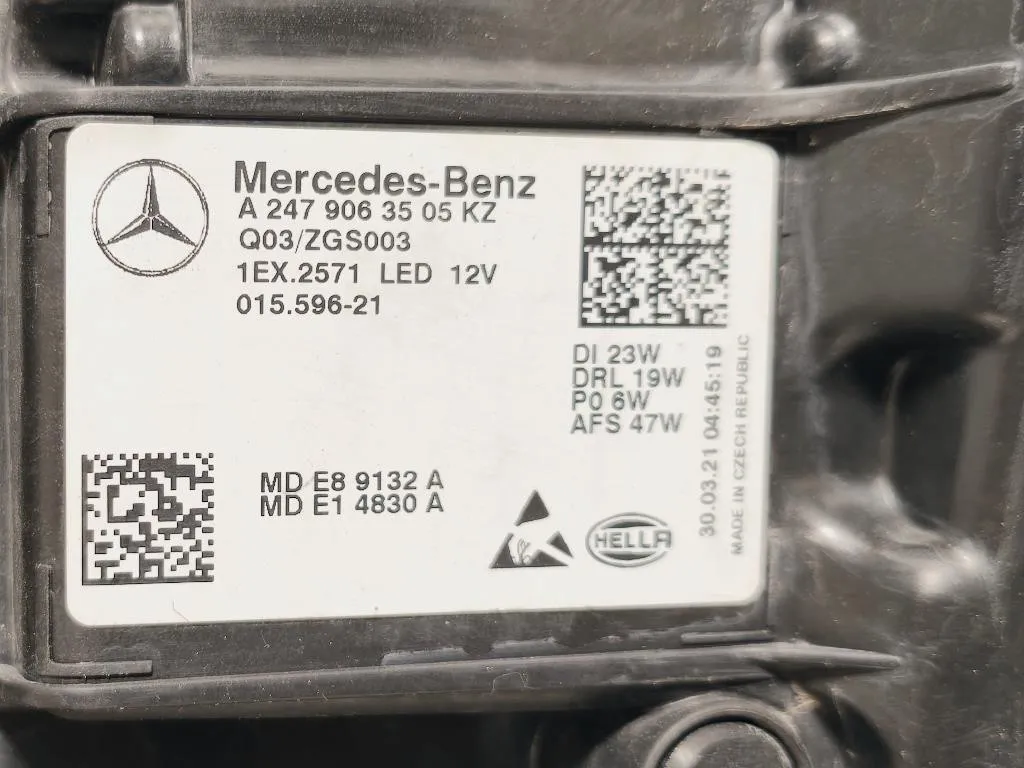 Mercedes-Benz
A 247 906 35 05 KZ
Q03/ZGS003
1EX.2571 LED 12V
015.596-21
DI 23W
DRL 19W
PO 6W
AFS 47W
30.03.21 04:45:19
MADE IN CZECH REPUBLIC
MD E8 9132 A
MD E1 4830 A
HELLA